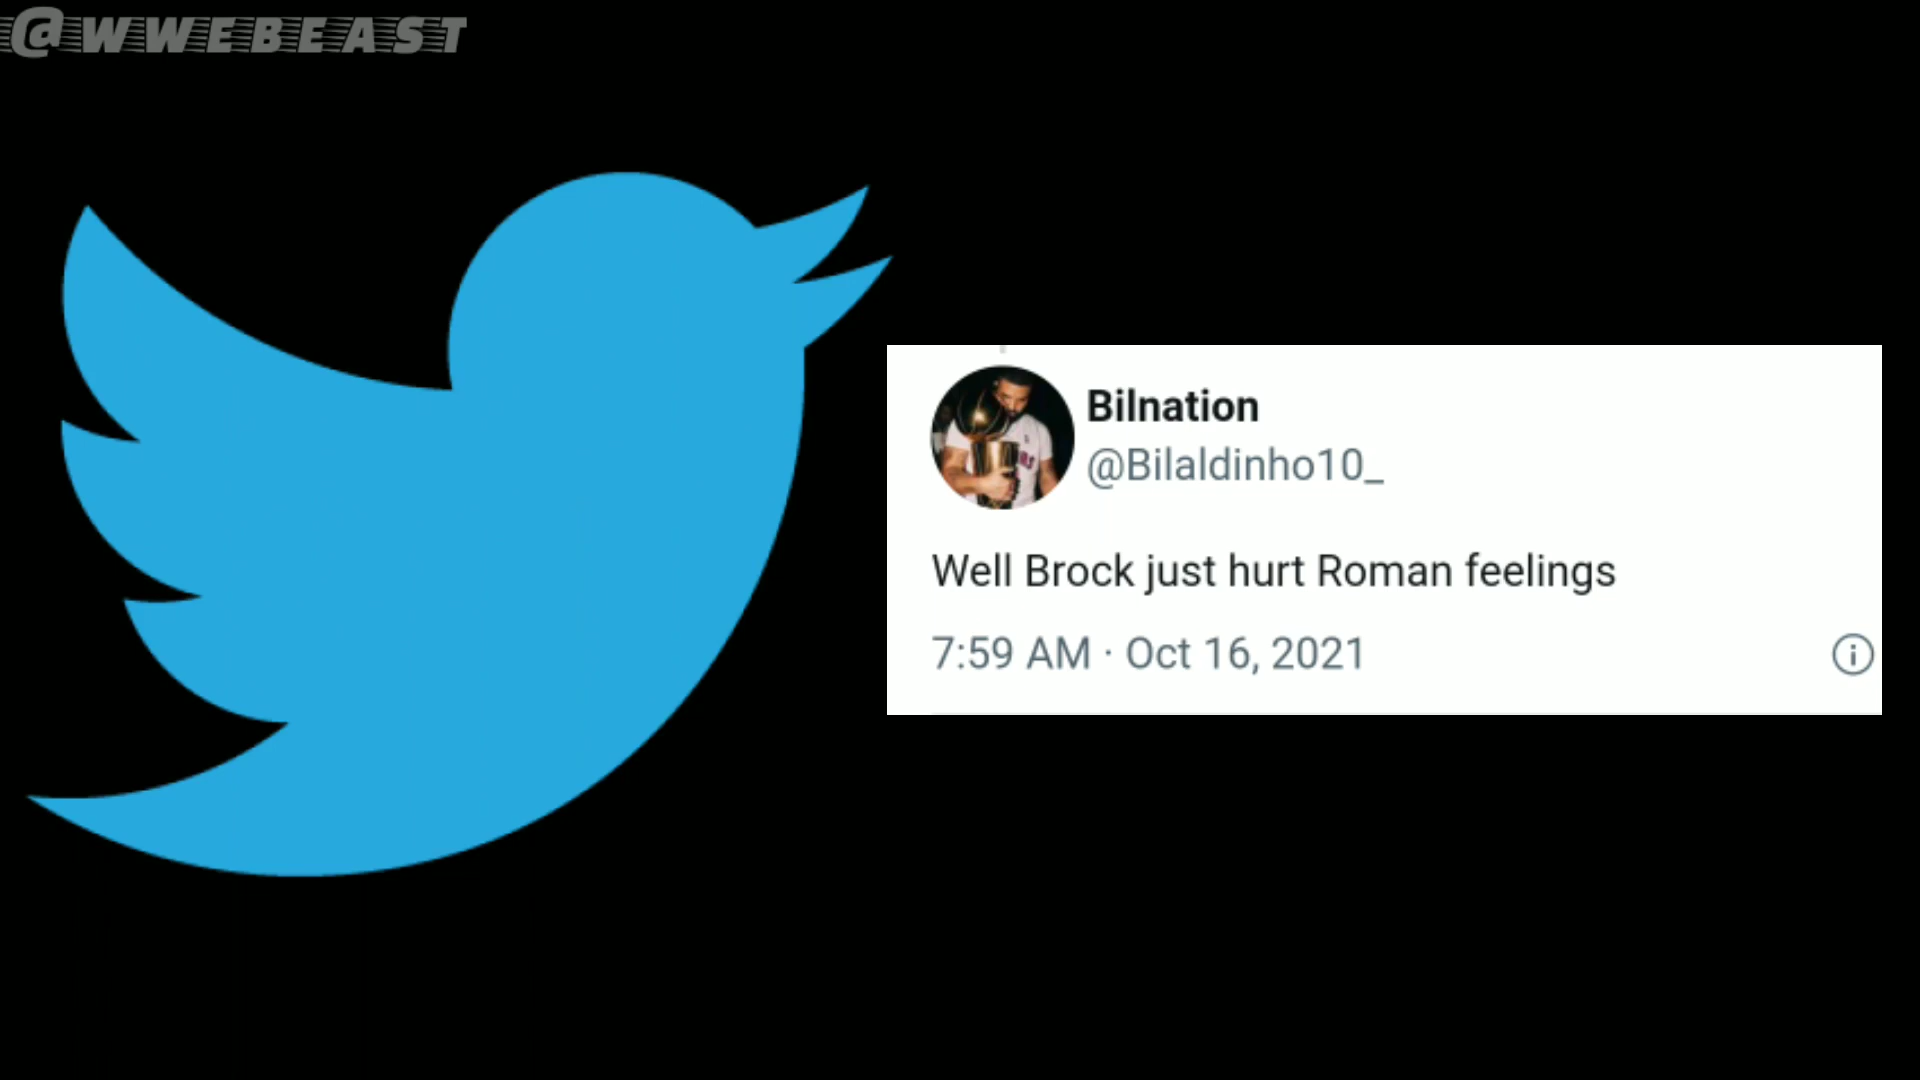 @WWEBEAST
Bilnation
@Bilaldinho10_
Well Brock just hurt Roman feelings
7:59 AM · Oct 16, 2021